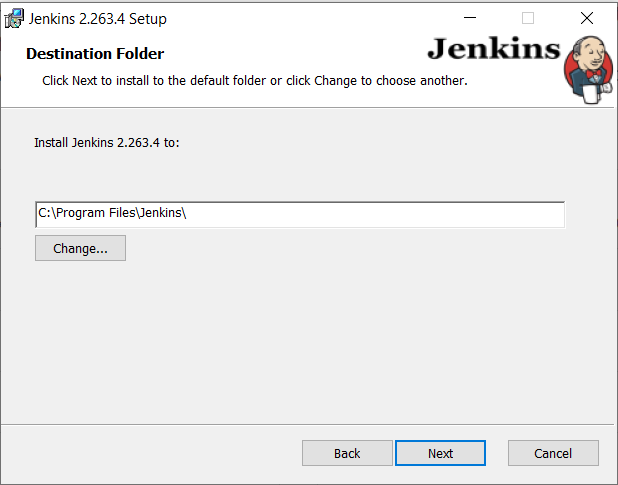 Jenkins 2.263.4 Setup
Destination Folder
Jenkins
Click Next to install to the default folder or click Change to choose another.
Install Jenkins 2.263.4 to:
C:\Program Files\Jenkins\
Change...
Back
Next
Cancel